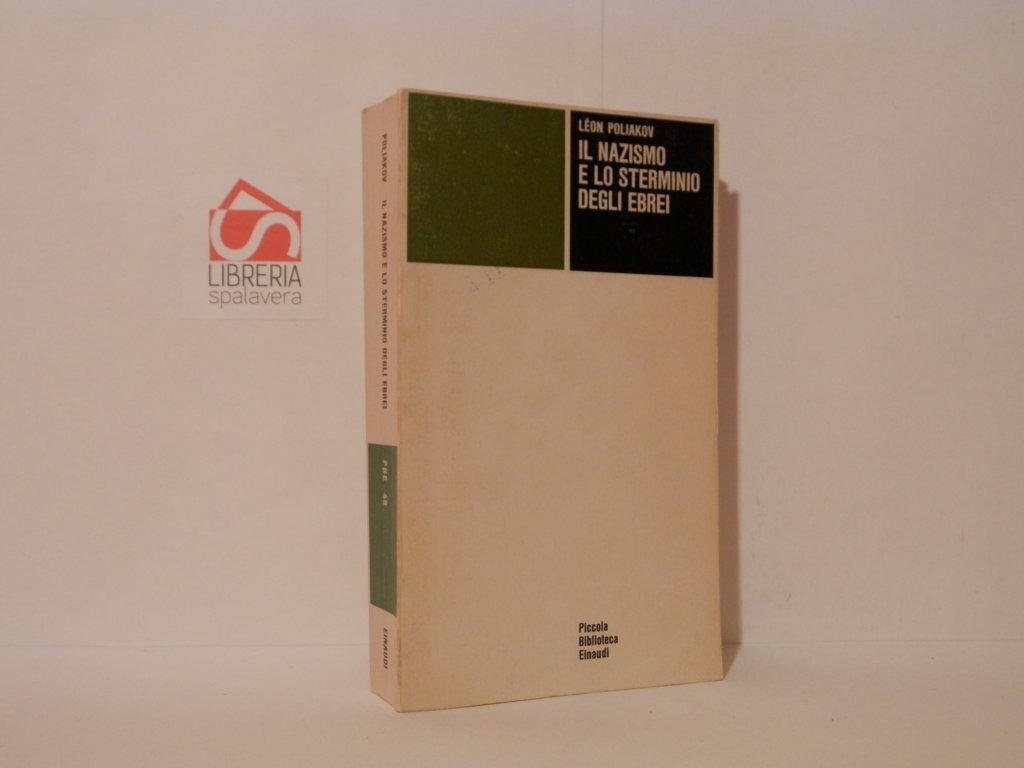 LÉON POLIAKOV
IL NAZISMO
E LO STERMINIO
DEGLI EBREI
Piccola
Biblioteca
Einaudi
POLIAKOV IL NAZISMO E LO STERMINIO DEGLI EBREI
PBE 48
EINAUDI
LIBRERIA
spalavera